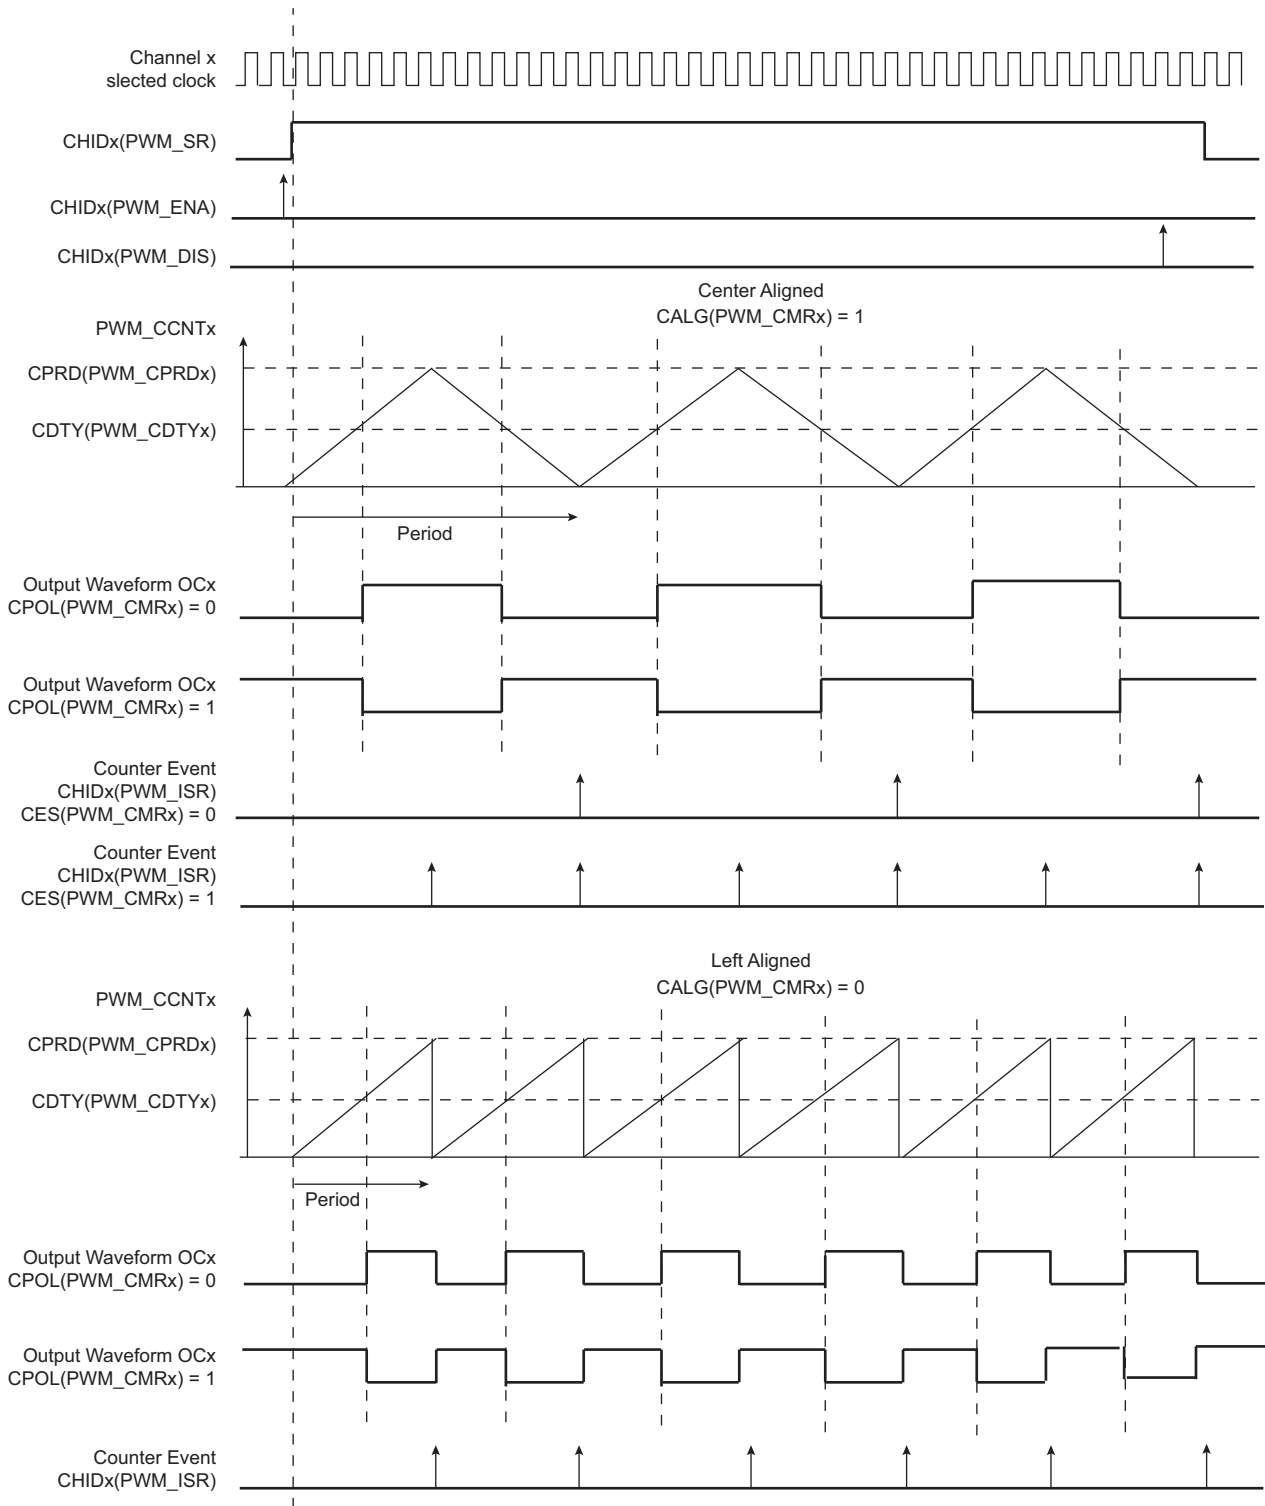 Channel x
slected clock
CHIDx(PWM_SR)
CHIDx(PWM_ENA)
CHIDx(PWM_DIS)
Center Aligned
CALG(PWM_CMRx) = 1
PWM_CCNTx
CPRD(PWM_CPRDx)
CDTY(PWM_CDTYx)
Period
Output Waveform OCx
CPOL(PWM_CMRx) = 0
Output Waveform OCx
CPOL(PWM_CMRx) = 1
Counter Event
CHIDx(PWM_ISR)
CES(PWM_CMRx) = 0
Counter Event
CHIDx(PWM_ISR)
CES(PWM_CMRx) = 1
Left Aligned
CALG(PWM_CMRx) = 0
PWM_CCNTx
CPRD(PWM_CPRDx)
CDTY(PWM_CDTYx)
Period
Output Waveform OCx
CPOL(PWM_CMRx) = 0
Output Waveform OCx
CPOL(PWM_CMRx) = 1
Counter Event
CHIDx(PWM_ISR)